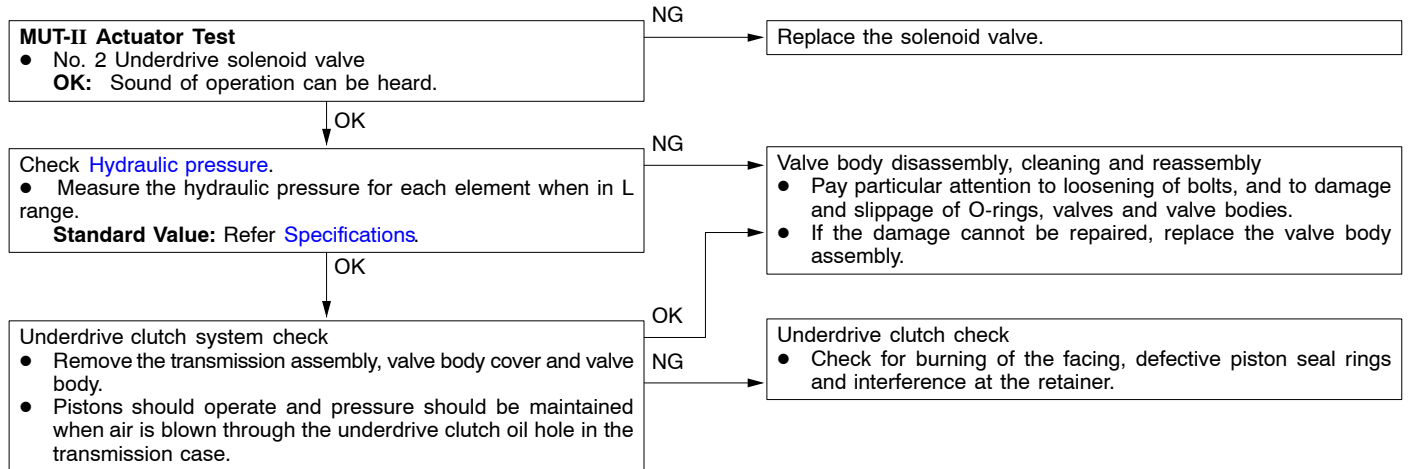 MUT-II Actuator Test
● No. 2 Underdrive solenoid valve
OK: Sound of operation can be heard.
NG
Replace the solenoid valve.
OK
Check Hydraulic pressure.
● Measure the hydraulic pressure for each element when in L
range.
Standard Value: Refer Specifications.
NG
Valve body disassembly, cleaning and reassembly
● Pay particular attention to loosening of bolts, and to damage
and slippage of O-rings, valves and valve bodies.
● If the damage cannot be repaired, replace the valve body
assembly.
OK
Underdrive clutch system check
● Remove the transmission assembly, valve body cover and valve
body.
● Pistons should operate and pressure should be maintained
when air is blown through the underdrive clutch oil hole in the
transmission case.
OK
NG
Underdrive clutch check
● Check for burning of the facing, defective piston seal rings
and interference at the retainer.